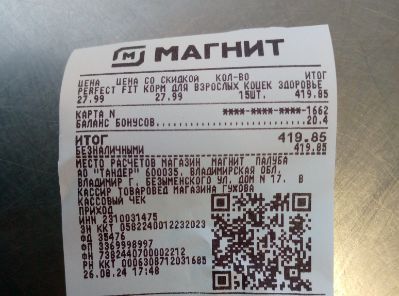 МАГНИТ
ЦЕНА ЦЕНА СО СКИДКОЙ КОЛ-ВО ИТОГ
PERFECT FIT КОРМ ДЛЯ ВЗРОСЛЫХ КОШЕК ЗДОРОВЬЕ
27.99 27.99 15ШТ. 419.85
КАРТА N ****-****-****-1662
БАЛАНС БОНУСОВ 20.4
ИТОГ 419.85
БЕЗНАЛИЧНЫМИ 419.85
МЕСТО РАСЧЕТОВ МАГАЗИН МАГНИТ ПАЛУБА
АО "ТАНДЕР" 600035, ВЛАДИМИРСКАЯ ОБЛ,
ВЛАДИМИР Г, БЕЗЫМЕНСКОГО УЛ, ДОМ N 17, В
КАССИР ТОВАРОВЕД МАГАЗИНА ГУХОВА
КАССОВЫЙ ЧЕК
ПРИХОД
ИНН 2310031475
ЗН ККТ 0582240012232023
ФД 35476
ФП 3369998997
ФН 7382440700002212
РН ККТ 0006308712031685
26.08.24 17:48